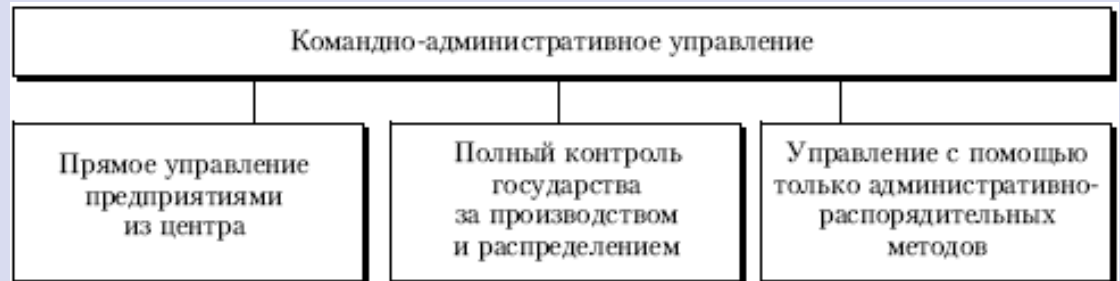 Командно-административное управление
Прямое управление
предприятиями
из центра
Полный контроль
государства
за производством
и распределением
Управление с помощью
только административно-
распорядительных
методов